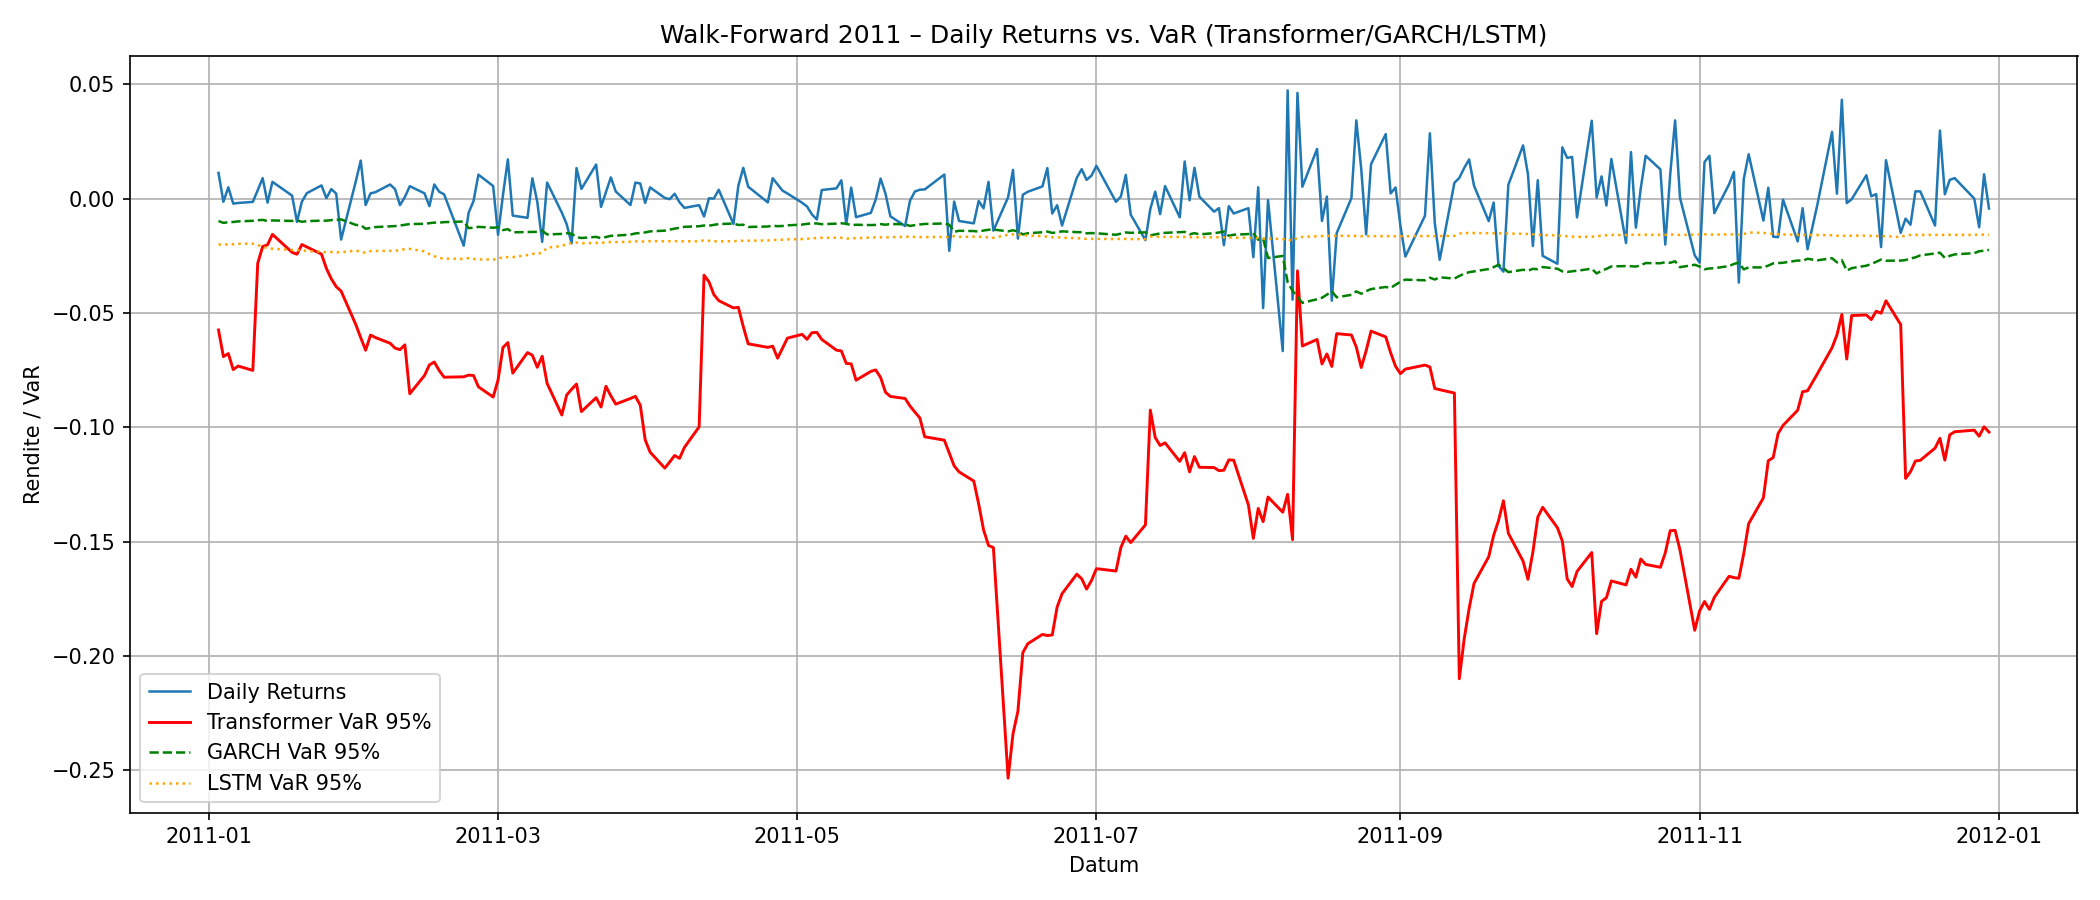 Walk-Forward 2011 – Daily Returns vs. VaR (Transformer/GARCH/LSTM)
Rendite / VaR
0.05
0.00
−0.05
−0.10
−0.15
−0.20
−0.25
Daily Returns
Transformer VaR 95%
GARCH VaR 95%
LSTM VaR 95%
2011-01 2011-03 2011-05 2011-07 2011-09 2011-11 2012-01
Datum